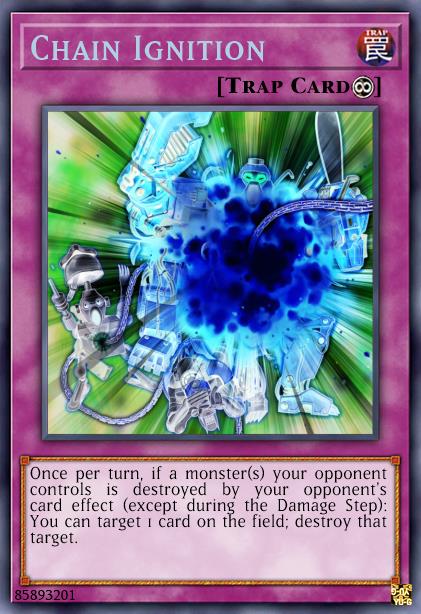 Chain Ignition
TRAP
罠
[Trap Card]
Once per turn, if a monster(s) your opponent
controls is destroyed by your opponent's
card effect (except during the Damage Step):
You can target 1 card on the field; destroy that
target.
85893201